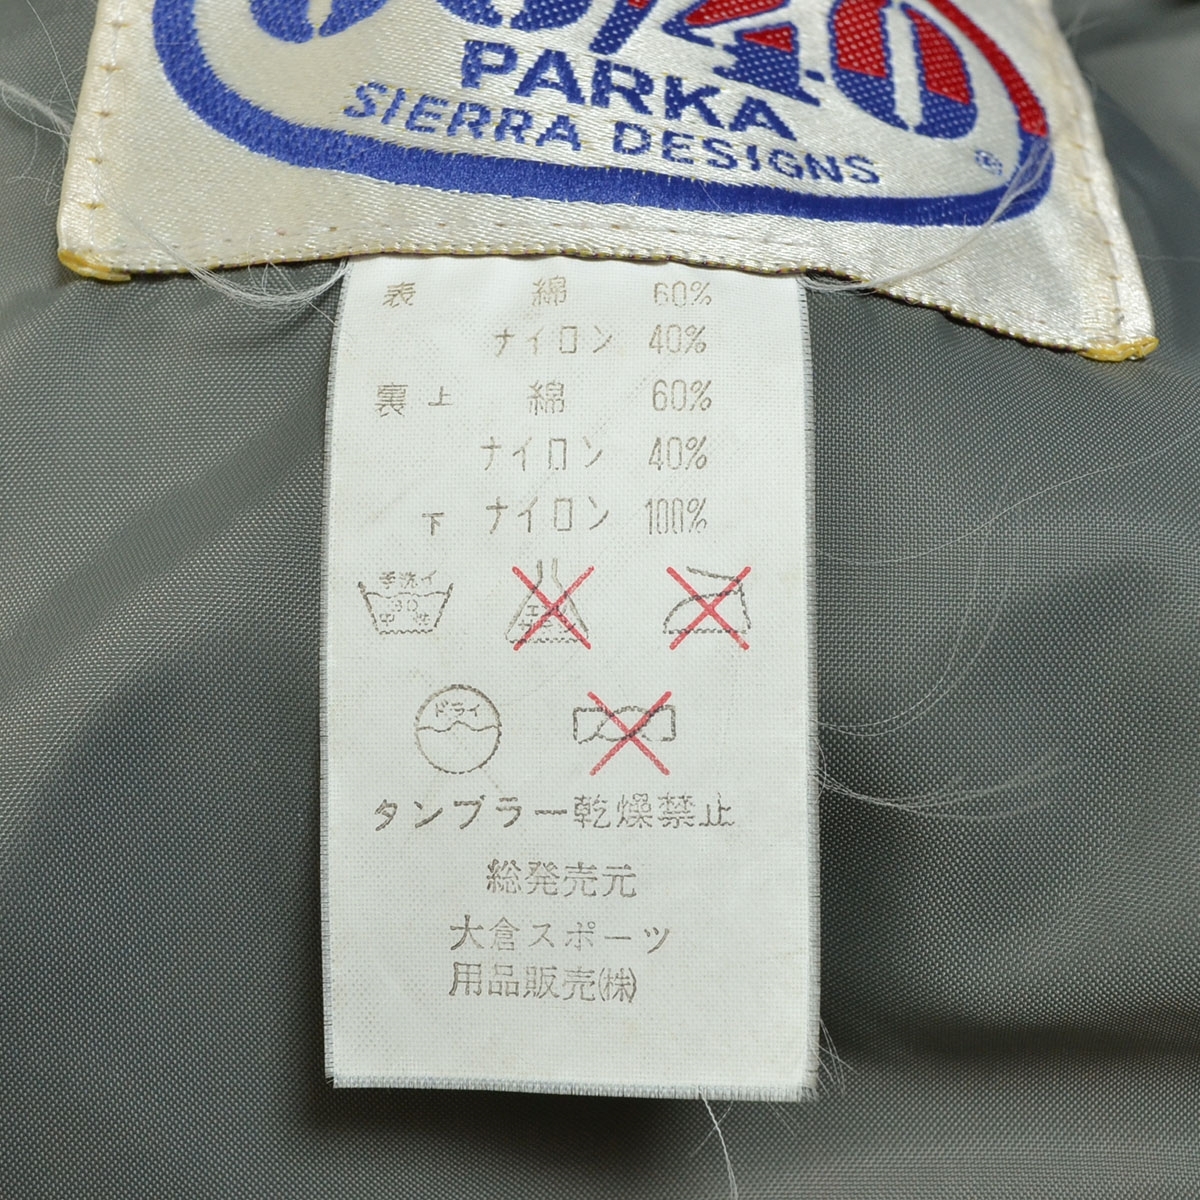 60/40
PARKA
SIERRA DESIGNS ®
表 綿 60%
ナイロン 40%
裏 上 綿 60%
ナイロン 40%
下 ナイロン 100%
手洗イ
30
中性
ドライ
タンブラー乾燥禁止
総発売元
大倉スポーツ
用品販売㈱